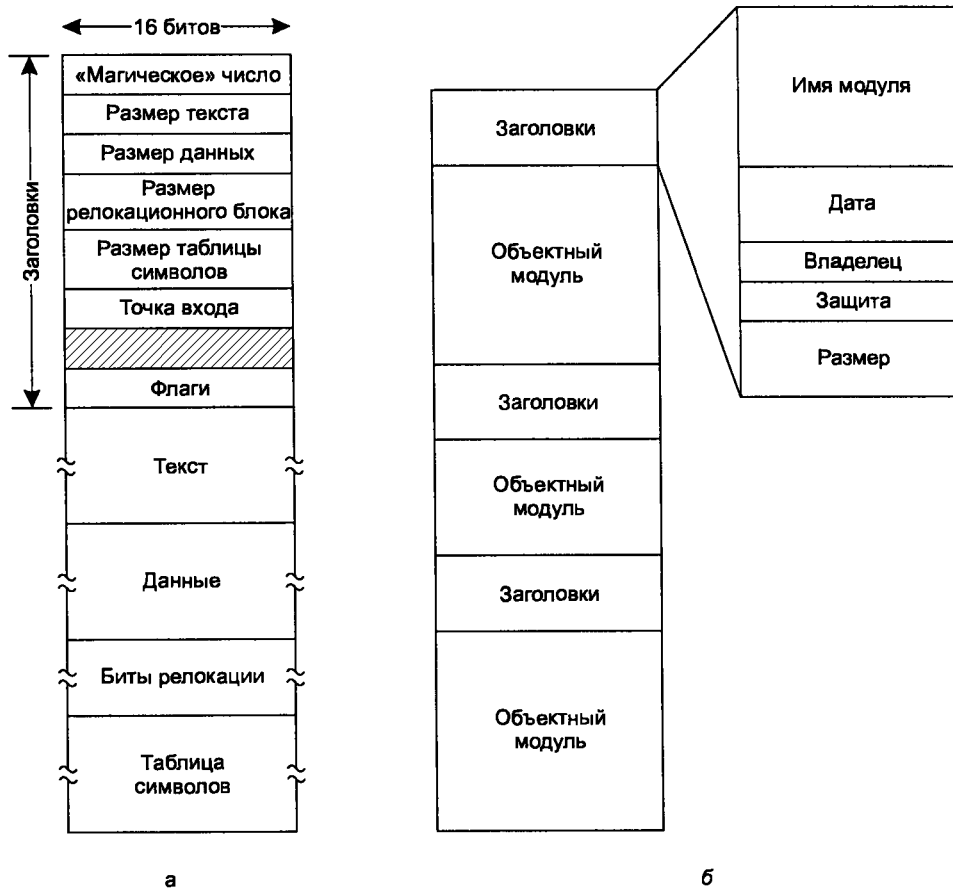 16 битов
Заголовки
«Магическое» число
Размер текста
Размер данных
Размер
релокационного блока
Размер таблицы
символов
Точка входа
Флаги
Текст
Данные
Биты релокации
Таблица
символов
а
Заголовки
Объектный
модуль
Заголовки
Объектный
модуль
Заголовки
Объектный
модуль
Имя модуля
Дата
Владелец
Защита
Размер
б